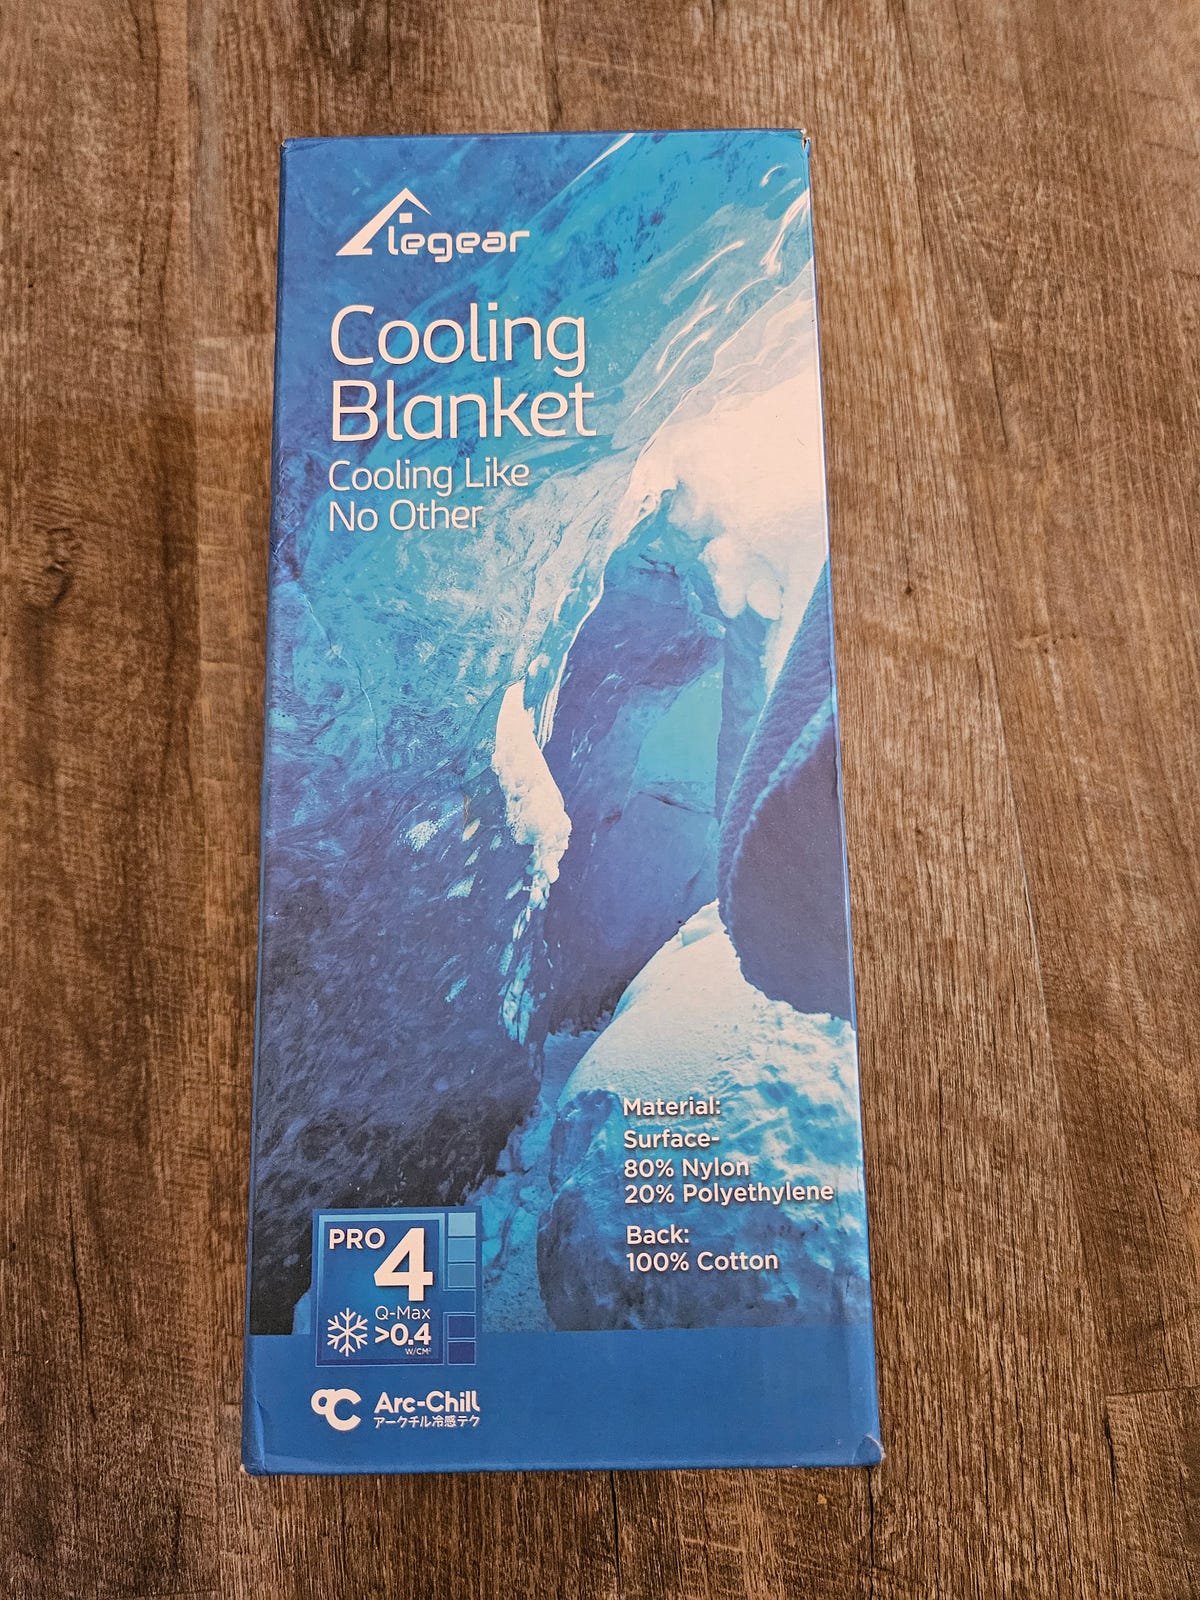 elegear
Cooling
Blanket
Cooling Like
No Other
Material:
Surface-
80% Nylon
20% Polyethylene
Back:
100% Cotton
PRO 4
Q-Max
>0.4
W/CM²
Arc-Chill
アークチル冷感テク